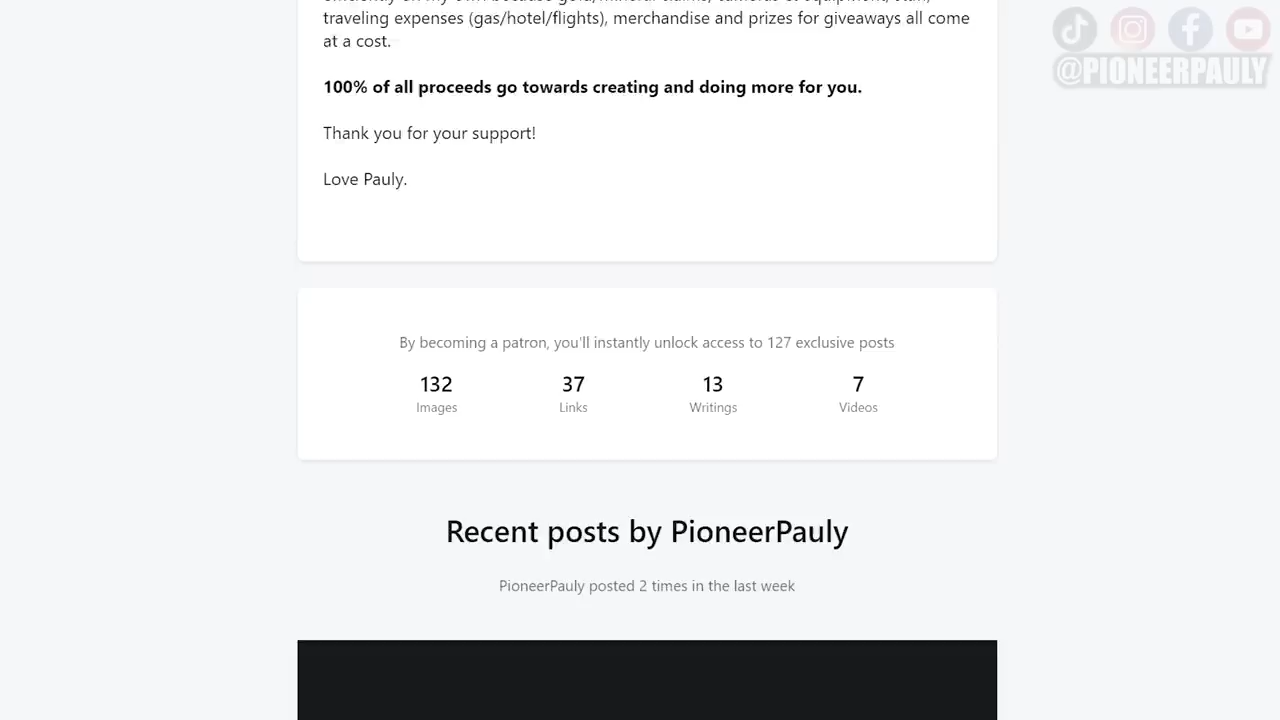 traveling expenses (gas/hotel/flights), merchandise and prizes for giveaways all come
at a cost.
100% of all proceeds go towards creating and doing more for you.
Thank you for your support!
Love Pauly.
@PIONEERPAULY
By becoming a patron, you'll instantly unlock access to 127 exclusive posts
132 37 13 7
Images Links Writings Videos
Recent posts by PioneerPauly
PioneerPauly posted 2 times in the last week